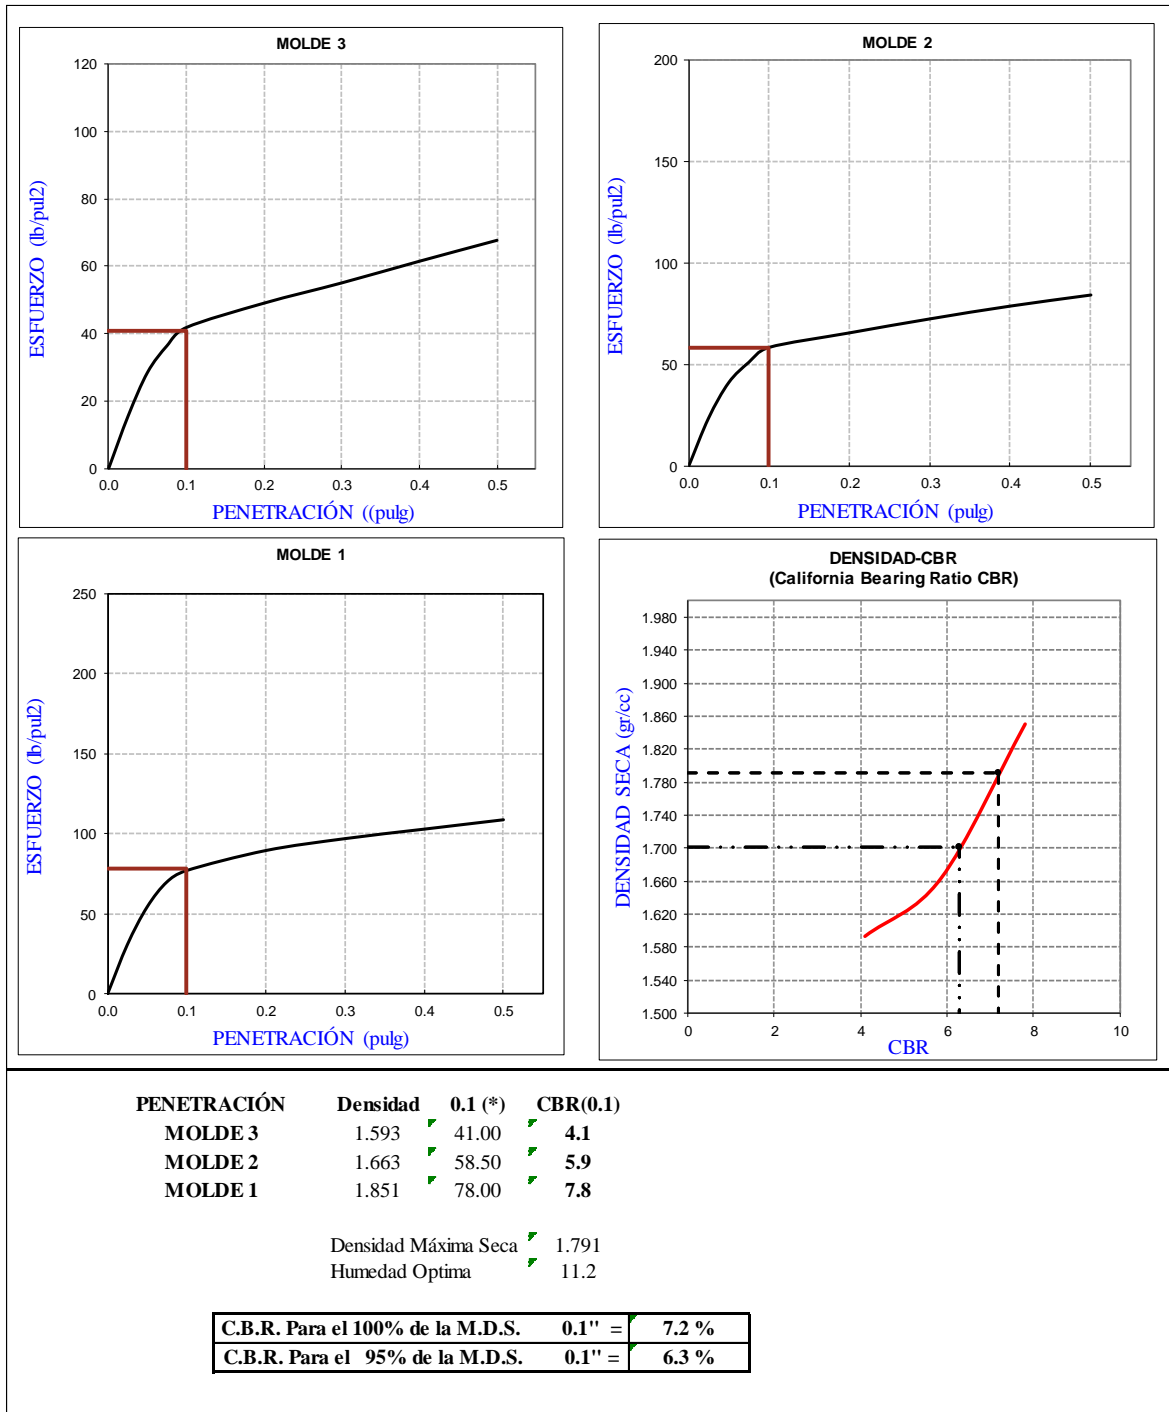 MOLDE 3
120
100
80
60
40
20
0
0.0 0.1 0.2 0.3 0.4 0.5
ESFUERZO (lb/pul2)
PENETRACIÓN ((pulg)
MOLDE 2
200
150
100
50
0
0.0 0.1 0.2 0.3 0.4 0.5
ESFUERZO (lb/pul2)
PENETRACIÓN (pulg)
MOLDE 1
250
200
150
100
50
0
0.0 0.1 0.2 0.3 0.4 0.5
ESFUERZO (lb/pul2)
PENETRACIÓN (pulg)
DENSIDAD-CBR
(California Bearing Ratio CBR)
1.980
1.940
1.900
1.860
1.820
1.780
1.740
1.700
1.660
1.620
1.580
1.540
1.500
0 2 4 6 8 10
DENSIDAD SECA (gr/cc)
CBR
PENETRACIÓN Densidad 0.1 (*) CBR(0.1)
MOLDE 3 1.593 41.00 4.1
MOLDE 2 1.663 58.50 5.9
MOLDE 1 1.851 78.00 7.8
Densidad Máxima Seca 1.791
Humedad Optima 11.2
C.B.R. Para el 100% de la M.D.S. 0.1" = 7.2 %
C.B.R. Para el 95% de la M.D.S. 0.1" = 6.3 %